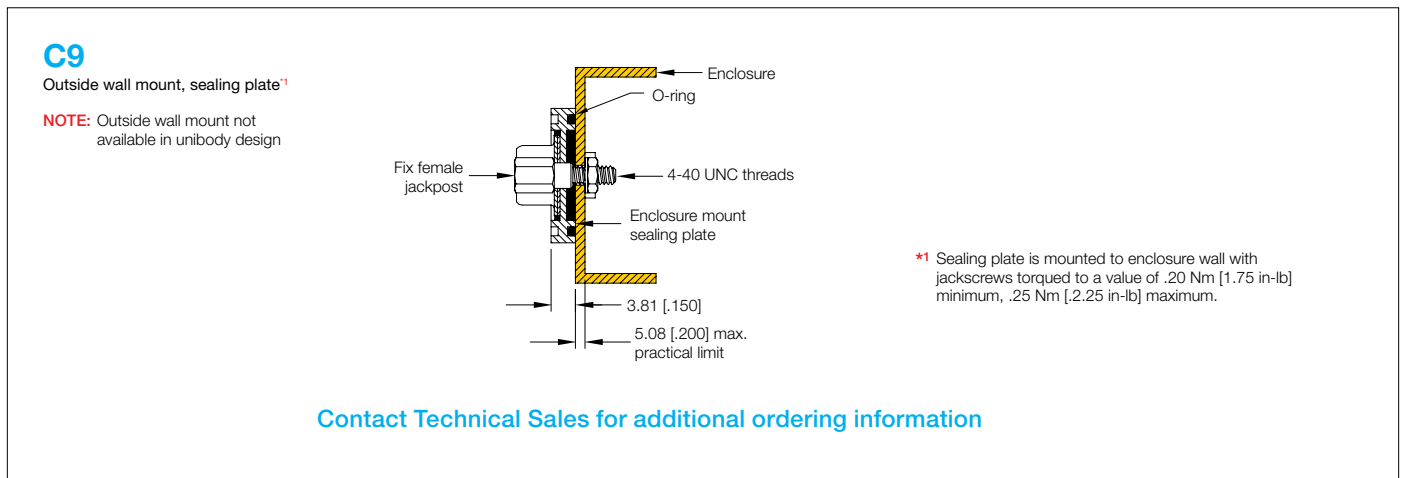 C9
Outside wall mount, sealing plate*1
NOTE: Outside wall mount not
available in unibody design
Enclosure
O-ring
Fix female
jackpost
4-40 UNC threads
Enclosure mount
sealing plate
*1 Sealing plate is mounted to enclosure wall with
jackscrews torqued to a value of .20 Nm [1.75 in-lb]
minimum, .25 Nm [.2.25 in-lb] maximum.
3.81 [.150]
5.08 [.200] max.
practical limit
Contact Technical Sales for additional ordering information